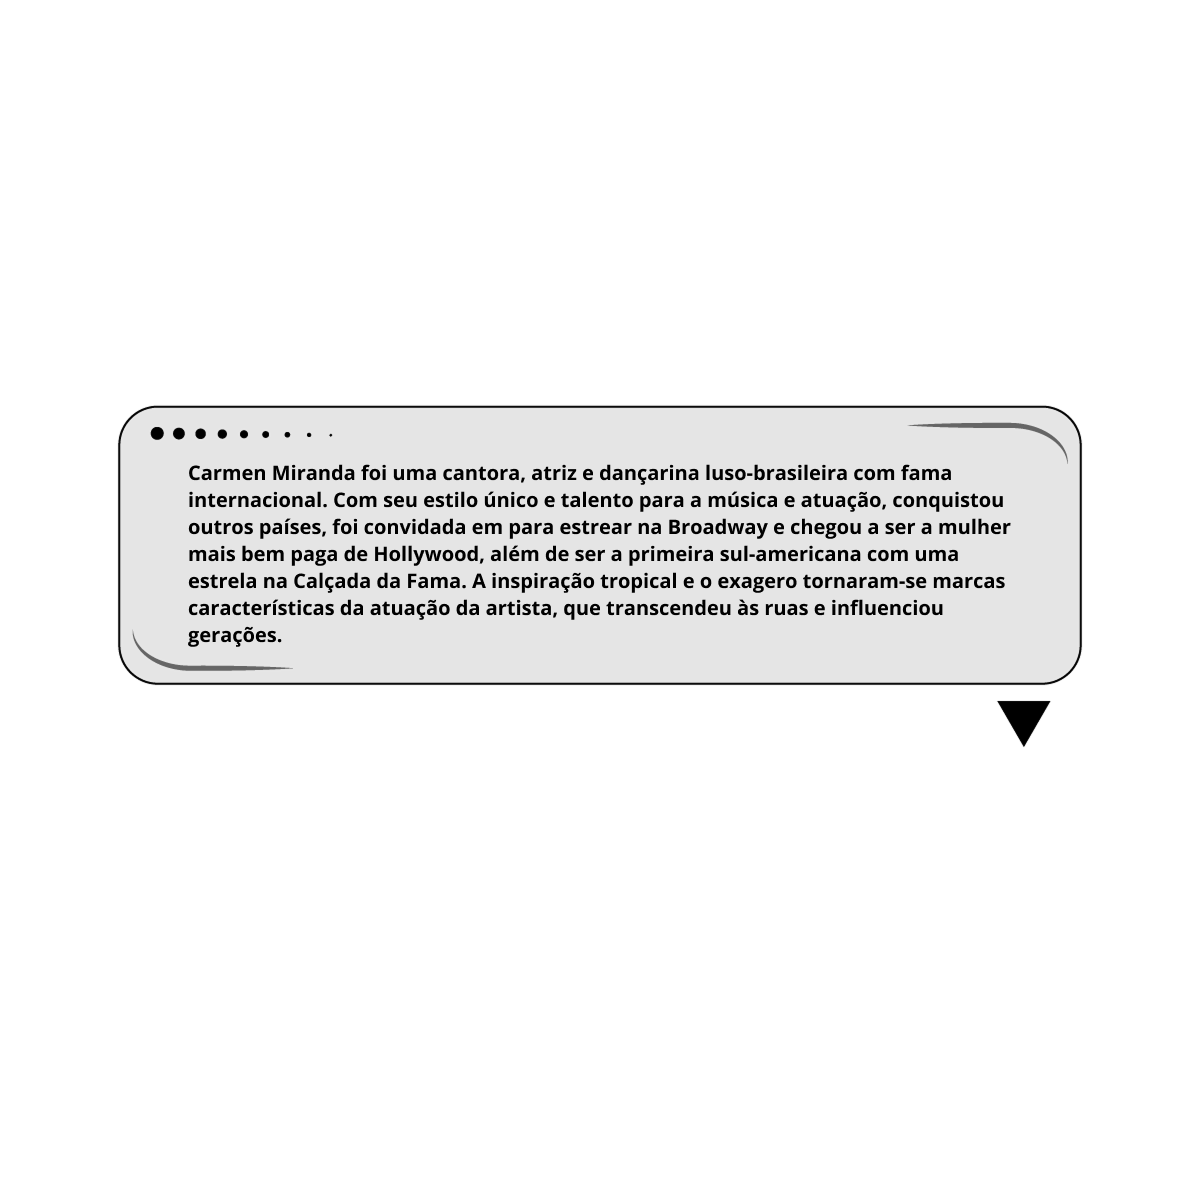 Carmen Miranda foi uma cantora, atriz e dançarina luso-brasileira com fama
internacional. Com seu estilo único e talento para a música e atuação, conquistou
outros países, foi convidada em para estrear na Broadway e chegou a ser a mulher
mais bem paga de Hollywood, além de ser a primeira sul-americana com uma
estrela na Calçada da Fama. A inspiração tropical e o exagero tornaram-se marcas
características da atuação da artista, que transcendeu às ruas e influenciou
gerações.